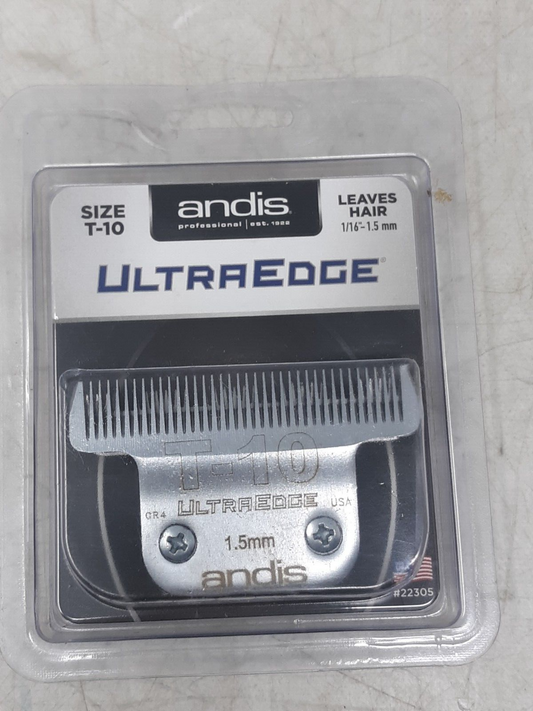 SIZE
T-10
andis®
professional | est. 1922
LEAVES
HAIR
1/16"- 1.5 mm
ULTRAEDGE®
T-10
CR4 ULTRAEDGE USA
1.5mm
andis
#22305